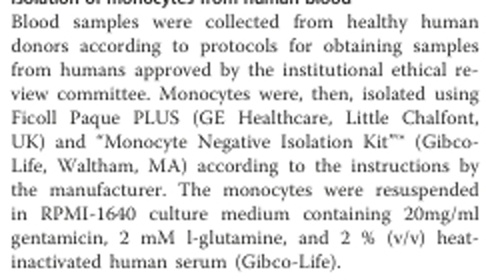 Isolation of monocytes from human blood
Blood samples were collected from healthy human
donors according to protocols for obtaining samples
from humans approved by the institutional ethical re-
view committee. Monocytes were, then, isolated using
Ficoll Paque PLUS (GE Healthcare, Little Chalfont,
UK) and "Monocyte Negative Isolation Kit"™ (Gibco-
Life, Waltham, MA) according to the instructions by
the manufacturer. The monocytes were resuspended
in RPMI-1640 culture medium containing 20mg/ml
gentamicin, 2 mM l-glutamine, and 2 % (v/v) heat-
inactivated human serum (Gibco-Life).